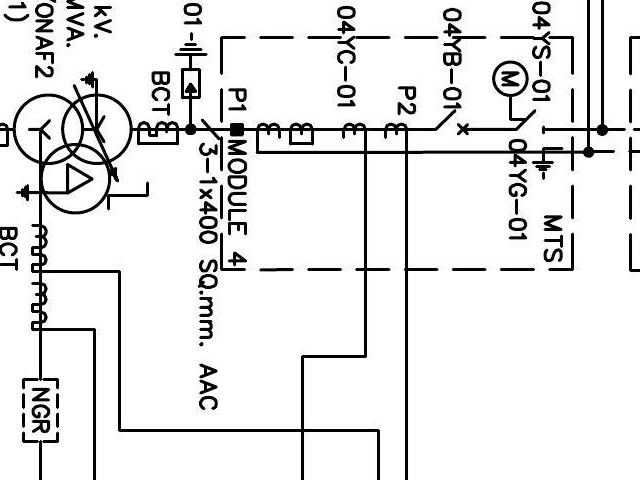 kV.
MVA.
ONAF2
1)
01
BCT
P1
MODULE 4
3-1x400 SQ.mm. AAC
04YC-01
P2
04YB-01
04YS-01
M
04YG-01
MTS
BCT
NGR